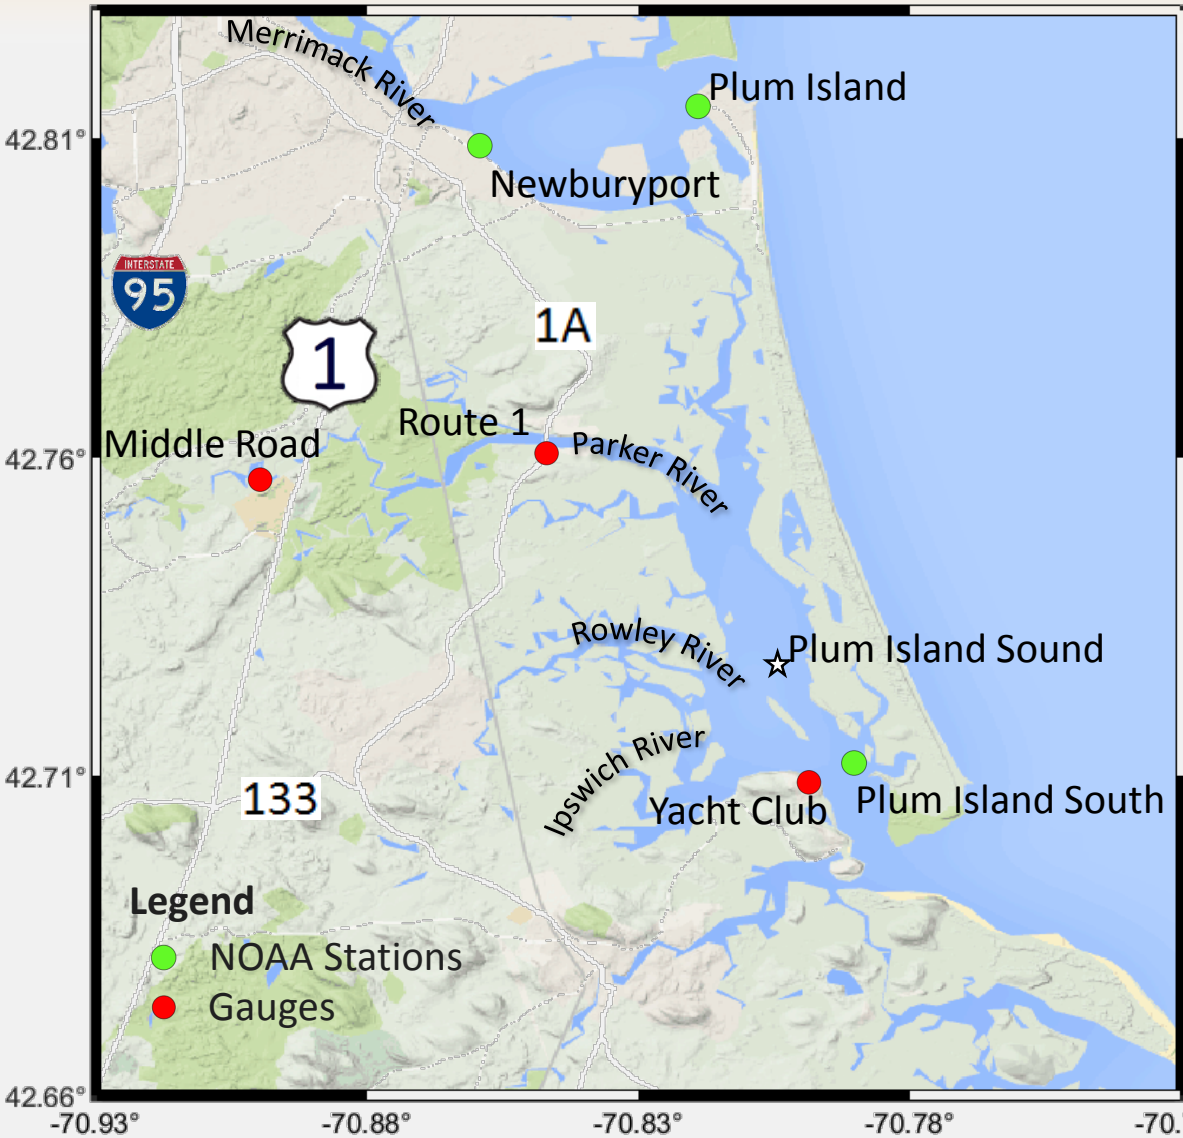 Merrimack River
Plum Island
42.81°
Newburyport
INTERSTATE
95
1A
1
Route 1
Middle Road
Parker River
42.76°
Rowley River
Plum Island Sound
Ipswich River
42.71°
133
Yacht Club
Plum Island South
Legend
NOAA Stations
Gauges
42.66°
-70.93°
-70.88°
-70.83°
-70.78°
-70.